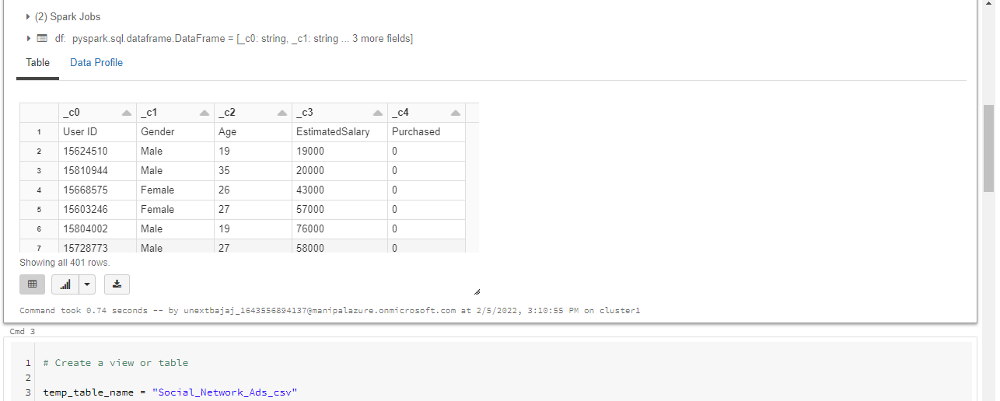 (2) Spark Jobs
df: pyspark.sql.dataframe.DataFrame = [_c0: string, _c1: string ... 3 more fields]
Table Data Profile
_c0 _c1 _c2 _c3 _c4
1 User ID Gender Age EstimatedSalary Purchased
2 15624510 Male 19 19000 0
3 15810944 Male 35 20000 0
4 15668575 Female 26 43000 0
5 15603246 Female 27 57000 0
6 15804002 Male 19 76000 0
7 15728773 Male 27 58000 0
Showing all 401 rows.
Command took 0.74 seconds -- by unextbajaj_1643556894137@manipalazure.onmicrosoft.com at 2/5/2022, 3:10:55 PM on cluster1
Cmd 3
1 # Create a view or table
2
3 temp_table_name = "Social_Network_Ads_csv"